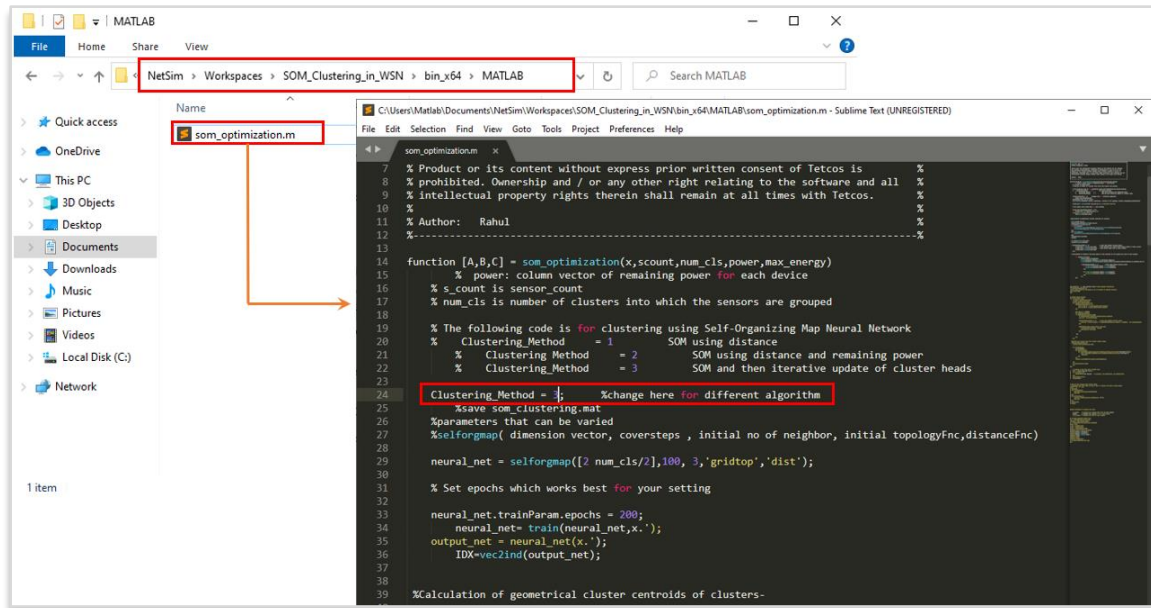 MATLAB
File Home Share View
NetSim > Workspaces > SOM_Clustering_in_WSN > bin_x64 > MATLAB
Search MATLAB
Quick access
OneDrive
This PC
3D Objects
Desktop
Documents
Downloads
Music
Pictures
Videos
Local Disk (C:)
Network
1 item
Name
som_optimization.m
C:\Users\Matlab\Documents\NetSim\Workspaces\SOM_Clustering_in_WSN\bin_x64\MATLAB\som_optimization.m - Sublime Text (UNREGISTERED)
File Edit Selection Find View Goto Tools Project Preferences Help
som_optimization.m ×
7 % Product or its content without express prior written consent of Tetcos is %
8 % prohibited. Ownership and / or any other right relating to the software and all %
9 % intellectual property rights therein shall remain at all times with Tetcos. %
10 % %
11 % Author: Rahul %
12 %---------------------------------------------------------------------------------%
13
14 function [A,B,C] = som_optimization(x,scount,num_cls,power,max_energy)
15 % power: column vector of remaining power for each device
16 % s_count is sensor_count
17 % num_cls is number of clusters into which the sensors are grouped
18
19 % The following code is for clustering using Self-Organizing Map Neural Network
20 % Clustering_Method = 1 SOM using distance
21 % Clustering Method = 2 SOM using distance and remaining power
22 % Clustering_Method = 3 SOM and then iterative update of cluster heads
23
24 Clustering_Method = 3; %change here for different algorithm
25 %save som_clustering.mat
26 %parameters that can be varied
27 %selforgmap( dimension vector, coversteps , initial no of neighbor, initial topologyFnc,distanceFnc)
28
29 neural_net = selforgmap([2 num_cls/2],100, 3,'gridtop','dist');
30
31 % Set epochs which works best for your setting
32
33 neural_net.trainParam.epochs = 200;
34 neural_net= train(neural_net,x.');
35 output_net = neural_net(x.');
36 IDX=vec2ind(output_net);
37
38
39 %Calculation of geometrical cluster centroids of clusters-